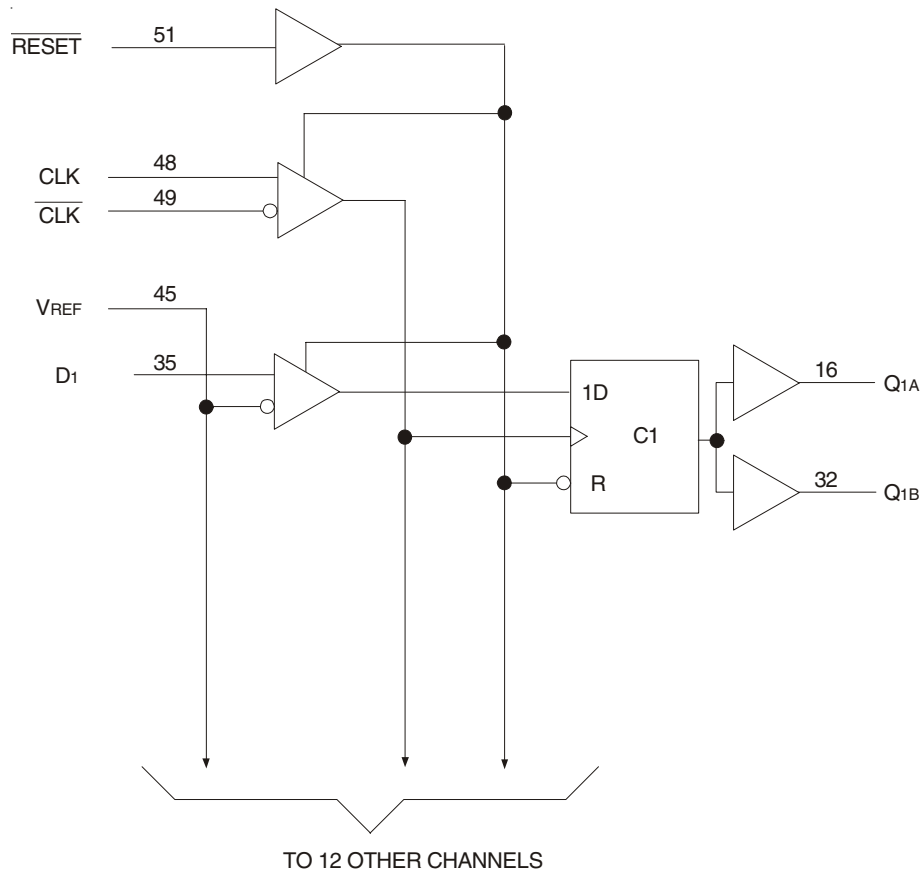 RESET 51
CLK 48
CLK 49
VREF 45
D1 35
1D
C1
R
16 Q1A
32 Q1B
TO 12 OTHER CHANNELS